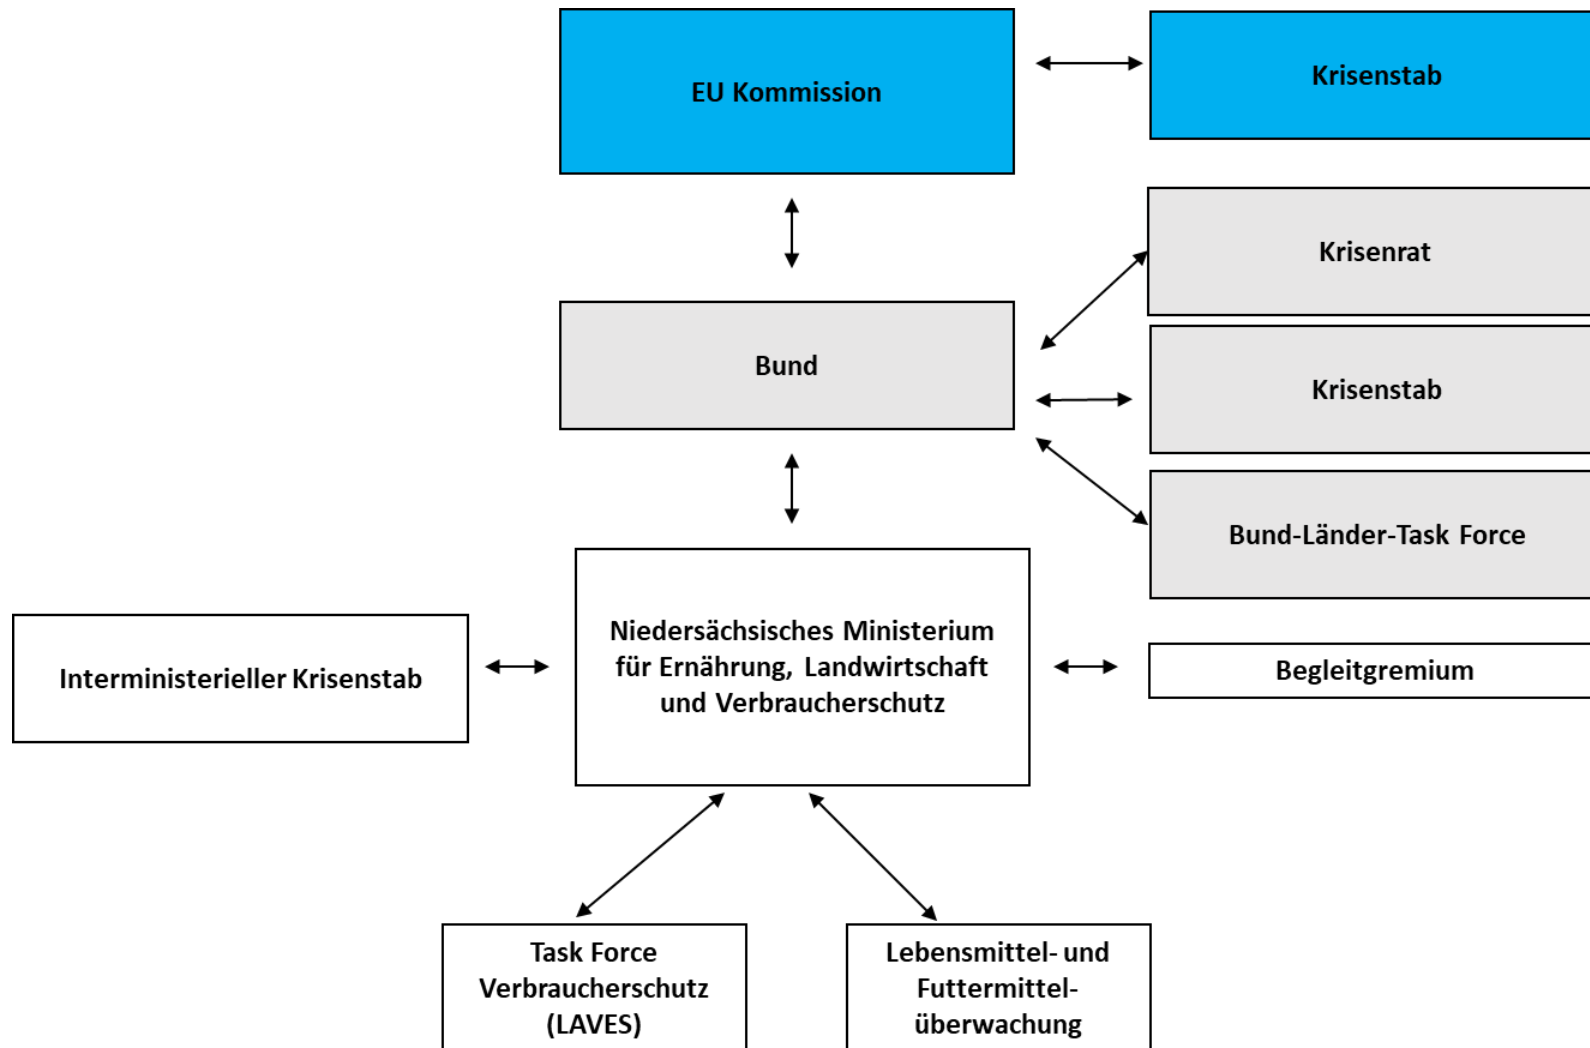 EU Kommission
Krisenstab
Krisenrat
Bund
Krisenstab
Bund-Länder-Task Force
Interministerieller Krisenstab
Niedersächsisches Ministerium
für Ernährung, Landwirtschaft
und Verbraucherschutz
Begleitgremium
Task Force
Verbraucherschutz
(LAVES)
Lebensmittel- und
Futtermittel-
überwachung